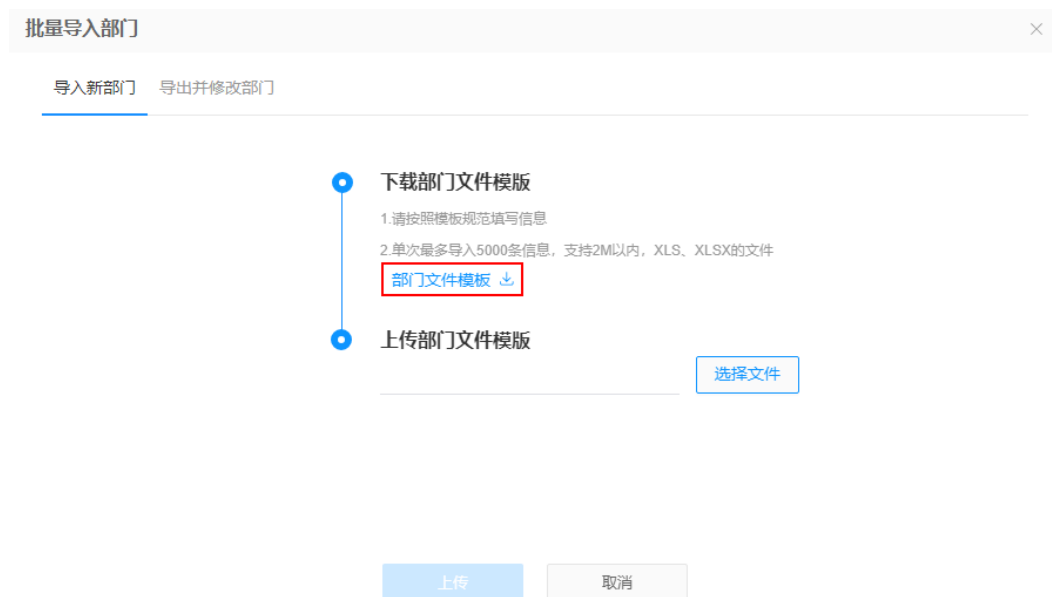 批量导入部门
导入新部门 导出并修改部门
下载部门文件模版
1.请按照模板规范填写信息
2.单次最多导入5000条信息，支持2M以内，XLS、XLSX的文件
部门文件模板
上传部门文件模版
选择文件
上传 取消